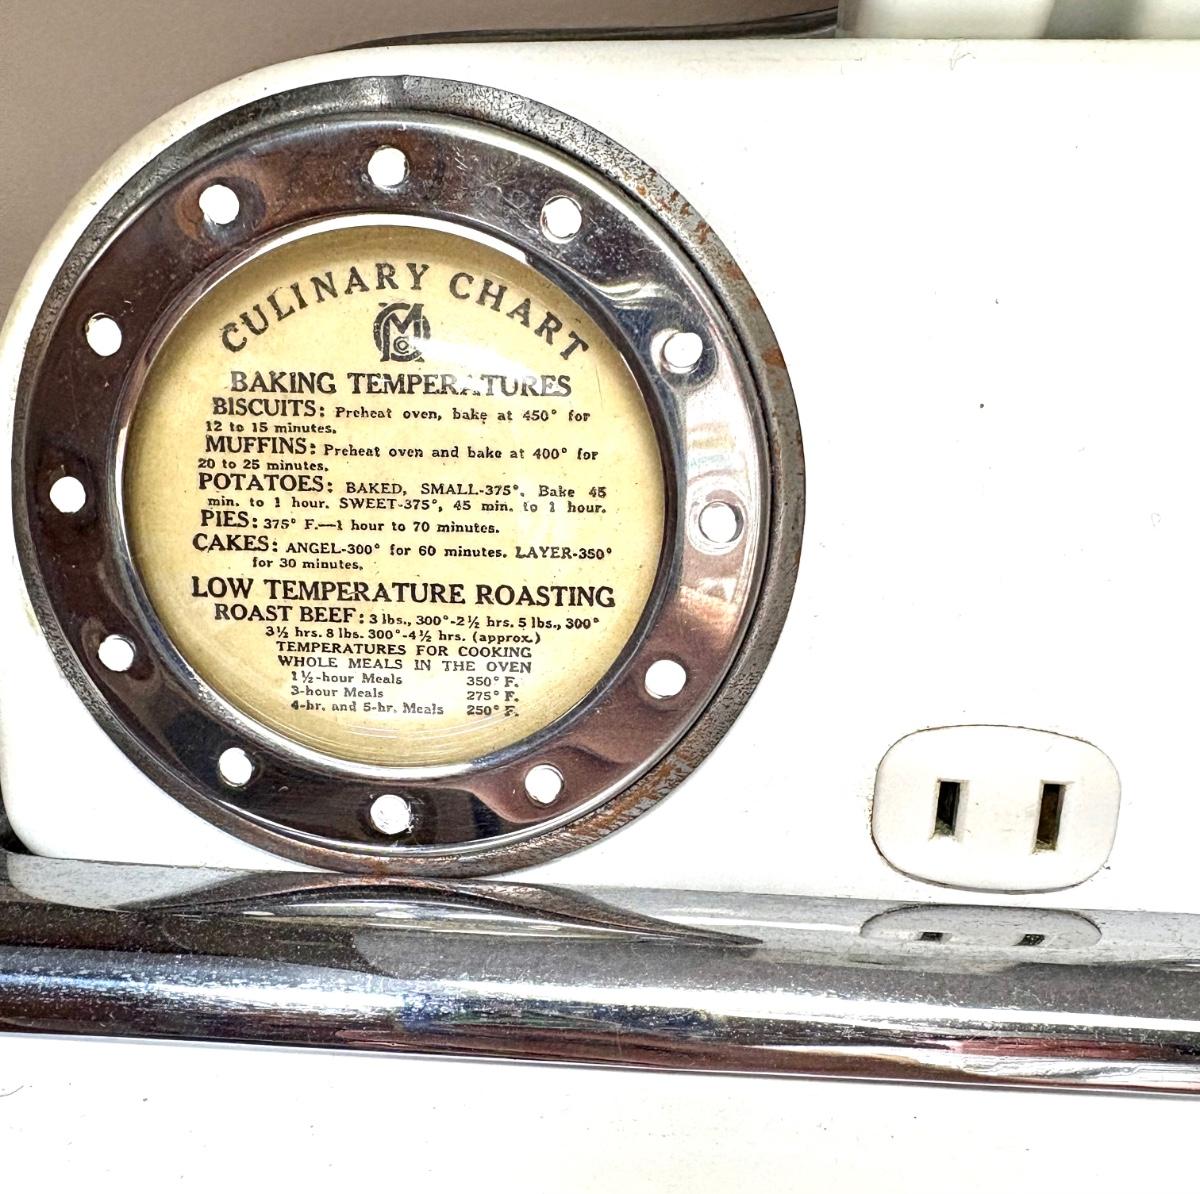 CULINARY CHART
BAKING TEMPERATURES
BISCUITS: Preheat oven, bake at 450° for
12 to 15 minutes.
MUFFINS: Preheat oven and bake at 400° for
20 to 25 minutes.
POTATOES: BAKED, SMALL-375°. Bake 45
min. to 1 hour. SWEET-375°, 45 min. to 1 hour.
PIES: 375° F.—1 hour to 70 minutes.
CAKES: ANGEL-300° for 60 minutes. LAYER-350°
for 30 minutes.
LOW TEMPERATURE ROASTING
ROAST BEEF: 3 lbs., 300°-2½ hrs. 5 lbs., 300°
3½ hrs. 8 lbs. 300°-4½ hrs. (approx.)
TEMPERATURES FOR COOKING
WHOLE MEALS IN THE OVEN
1½-hour Meals 350° F.
3-hour Meals 275° F.
4-hr. and 5-hr. Meals 250° F.